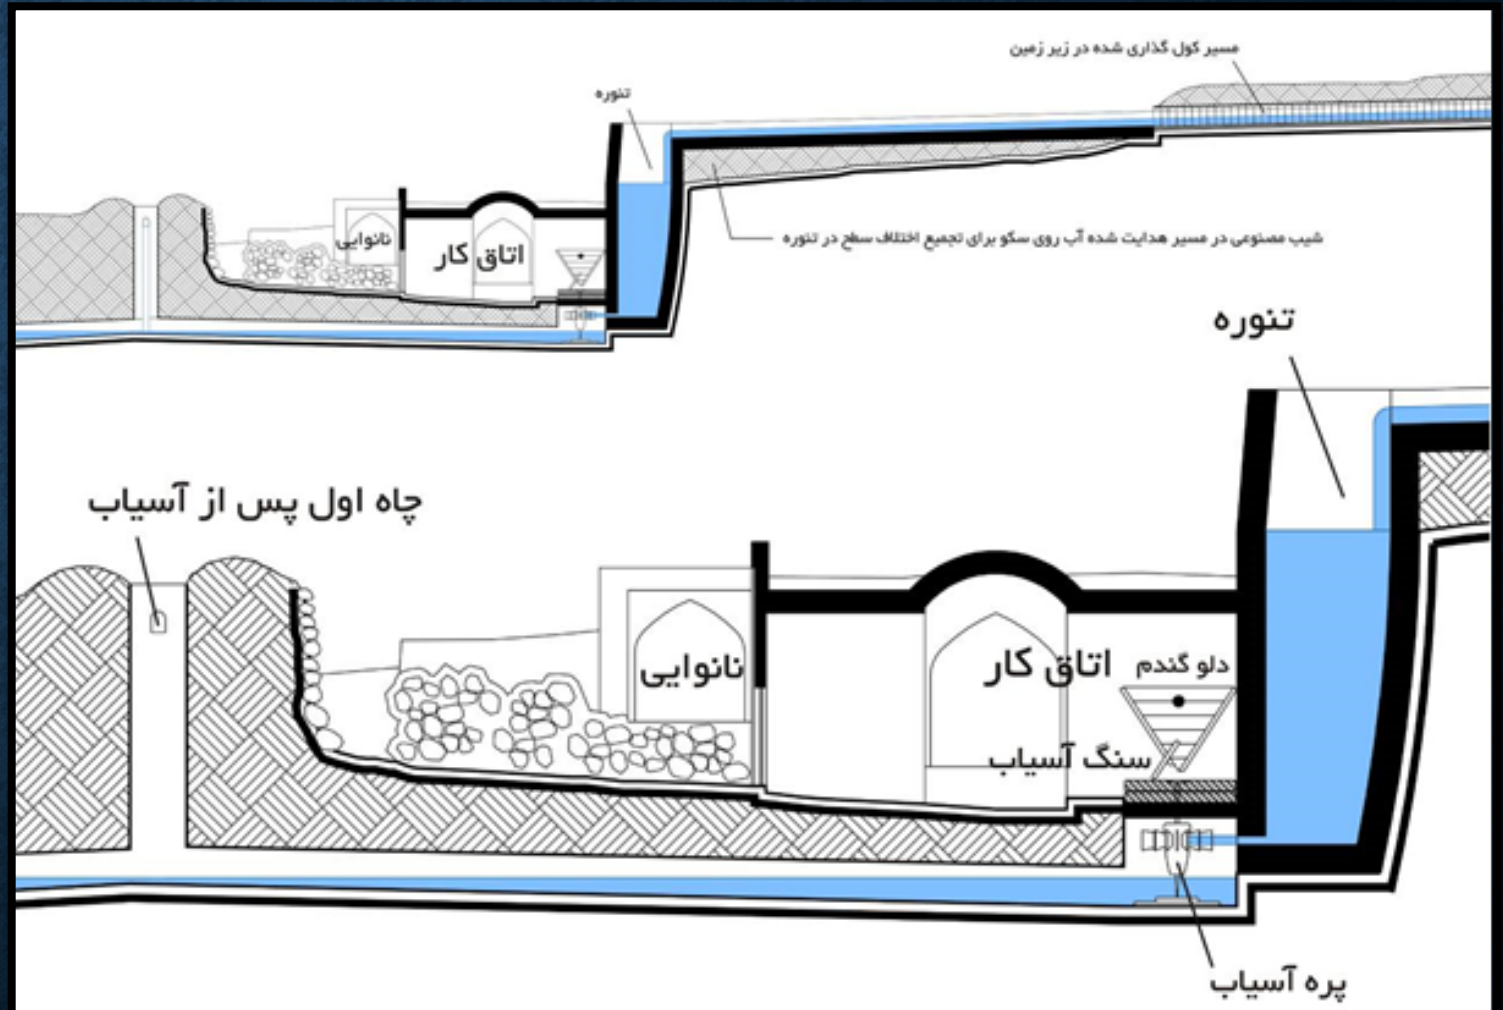 مسیر کول گذاری شده در زیر زمین
تنوره
نانوایی
اتاق کار
شیب مصنوعی در مسیر هدایت شده آب روی سکو برای تجمیع اختلاف سطح در تنوره
تنوره
چاه اول پس از آسیاب
نانوایی
اتاق کار
دلو گندم
سنگ آسیاب
پره آسیاب